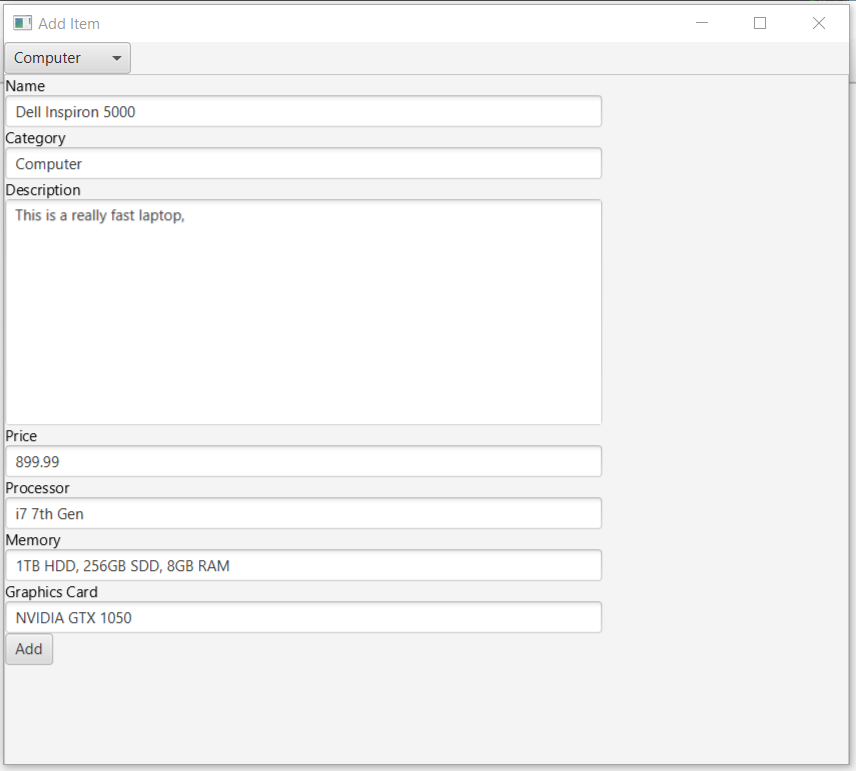 Add Item
Computer
Name
Dell Inspiron 5000
Category
Computer
Description
This is a really fast laptop,
Price
899.99
Processor
i7 7th Gen
Memory
1TB HDD, 256GB SDD, 8GB RAM
Graphics Card
NVIDIA GTX 1050
Add